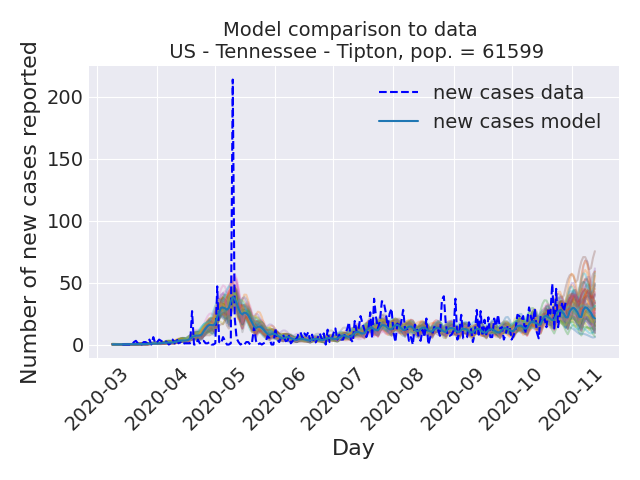 Model comparison to data
US - Tennessee - Tipton, pop. = 61599
Number of new cases reported
200
150
100
50
0
new cases data
new cases model
2020-03
2020-04
2020-05
2020-06
2020-07
2020-08
2020-09
2020-10
2020-11
Day